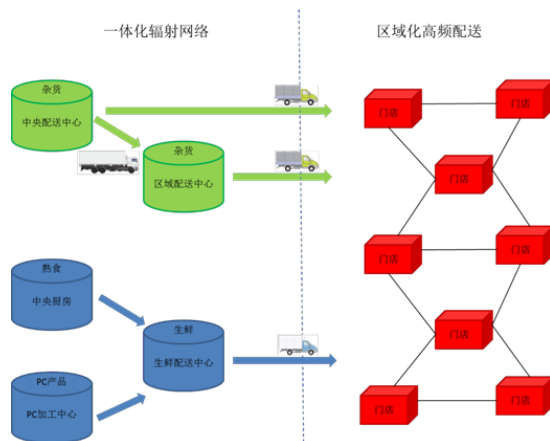 一体化辐射网络
区域化高频配送
杂货
中央配送中心
杂货
区域配送中心
熟食
中央厨房
生鲜
生鲜配送中心
PC产品
PC加工中心
门店
门店
门店
门店
门店
门店
门店
门店